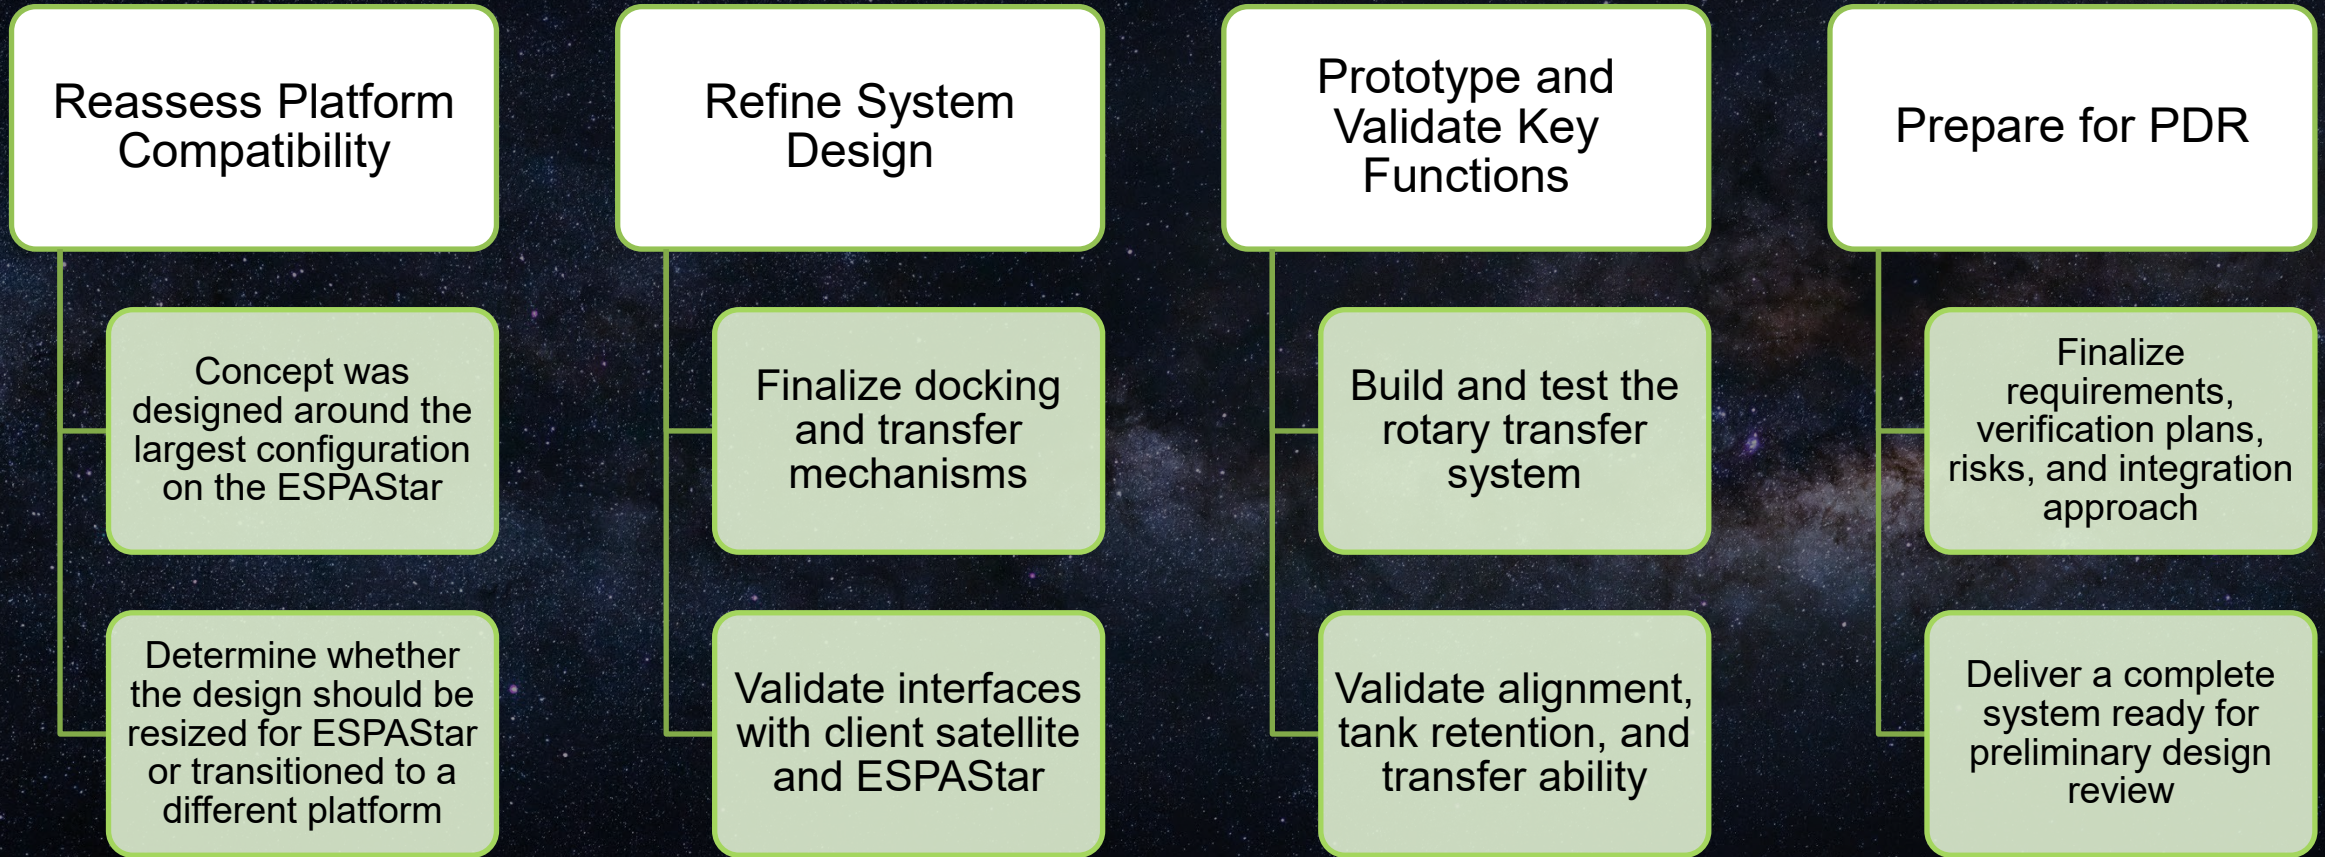 Reassess Platform
Compatibility
Concept was
designed around the
largest configuration
on the ESPAStar
Determine whether
the design should be
resized for ESPAStar
or transitioned to a
different platform
Refine System
Design
Finalize docking
and transfer
mechanisms
Validate interfaces
with client satellite
and ESPAStar
Prototype and
Validate Key
Functions
Build and test the
rotary transfer
system
Validate alignment,
tank retention, and
transfer ability
Prepare for PDR
Finalize
requirements,
verification plans,
risks, and integration
approach
Deliver a complete
system ready for
preliminary design
review